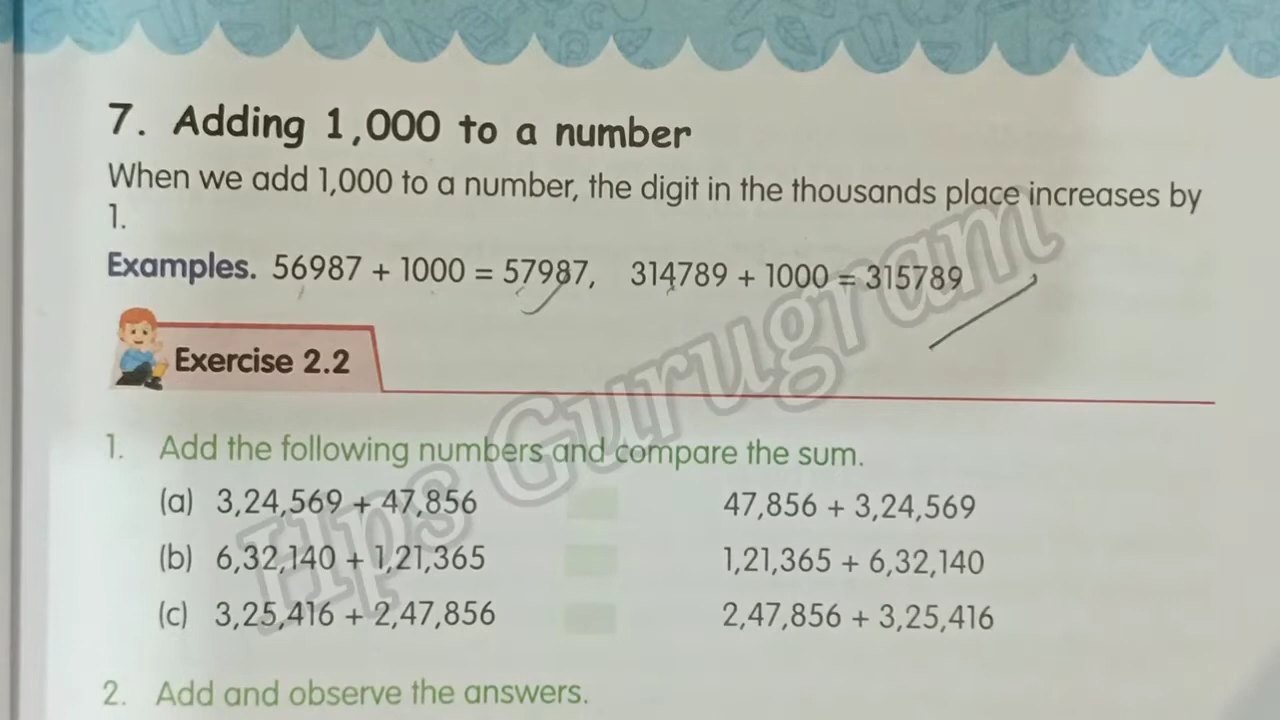 7. Adding 1,000 to a number
When we add 1,000 to a number, the digit in the thousands place increases by
1.
Examples. 56987 + 1000 = 57987, 314789 + 1000 = 315789
Exercise 2.2
1. Add the following numbers and compare the sum.
(a) 3,24,569 + 47,856 47,856 + 3,24,569
(b) 6,32,140 + 1,21,365 1,21,365 + 6,32,140
(c) 3,25,416 + 2,47,856 2,47,856 + 3,25,416
2. Add and observe the answers.
Hps Gurugram